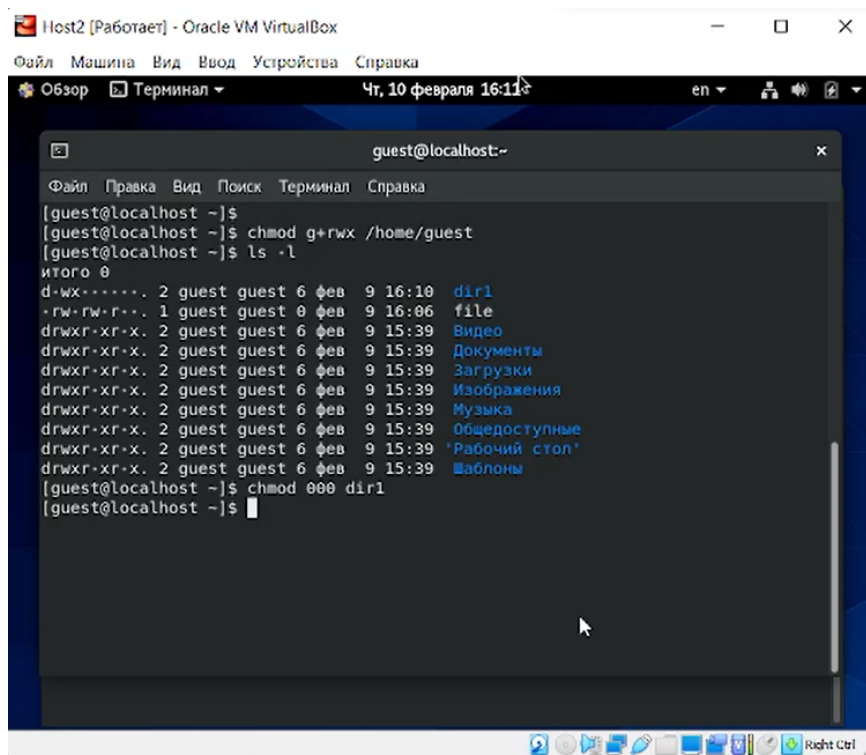 Host2 [Работает] - Oracle VM VirtualBox
Файл Машина Вид Ввод Устройства Справка
Обзор Терминал Чт, 10 февраля 16:11 en
guest@localhost:~
Файл Правка Вид Поиск Терминал Справка
[guest@localhost ~]$
[guest@localhost ~]$ chmod g+rwx /home/guest
[guest@localhost ~]$ ls -l
итого 0
d-wx------. 2 guest guest 6 фев 9 16:10 dir1
-rw-rw-r--. 1 guest guest 0 фев 9 16:06 file
drwxr-xr-x. 2 guest guest 6 фев 9 15:39 Видео
drwxr-xr-x. 2 guest guest 6 фев 9 15:39 Документы
drwxr-xr-x. 2 guest guest 6 фев 9 15:39 Загрузки
drwxr-xr-x. 2 guest guest 6 фев 9 15:39 Изображения
drwxr-xr-x. 2 guest guest 6 фев 9 15:39 Музыка
drwxr-xr-x. 2 guest guest 6 фев 9 15:39 Общедоступные
drwxr-xr-x. 2 guest guest 6 фев 9 15:39 'Рабочий стол'
drwxr-xr-x. 2 guest guest 6 фев 9 15:39 Шаблоны
[guest@localhost ~]$ chmod 000 dir1
[guest@localhost ~]$
Right Ctrl